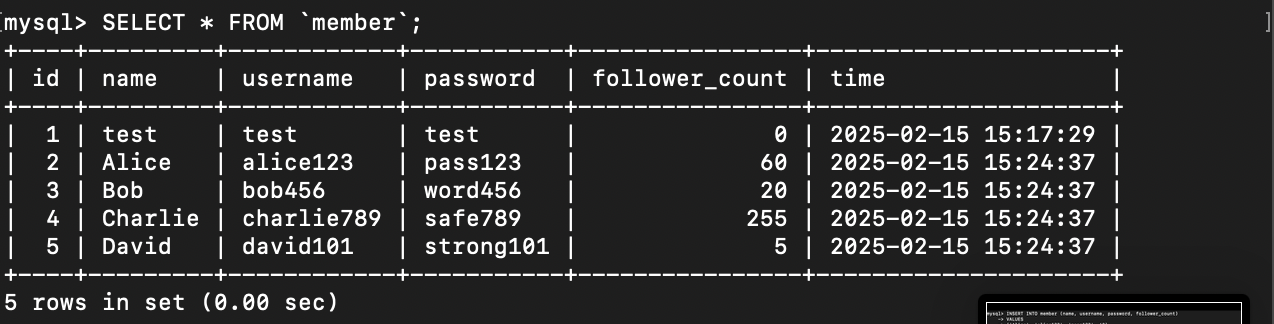 mysql> SELECT * FROM `member`;
+----+---------+------------+-----------+----------------+---------------------+
| id | name    | username   | password  | follower_count | time                |
+----+---------+------------+-----------+----------------+---------------------+
|  1 | test    | test       | test      |              0 | 2025-02-15 15:17:29 |
|  2 | Alice   | alice123   | pass123   |             60 | 2025-02-15 15:24:37 |
|  3 | Bob     | bob456     | word456   |             20 | 2025-02-15 15:24:37 |
|  4 | Charlie | charlie789 | safe789   |            255 | 2025-02-15 15:24:37 |
|  5 | David   | david101   | strong101 |              5 | 2025-02-15 15:24:37 |
+----+---------+------------+-----------+----------------+---------------------+
5 rows in set (0.00 sec)
mysql> INSERT INTO member (name, username, password, follower_count)
-> VALUES